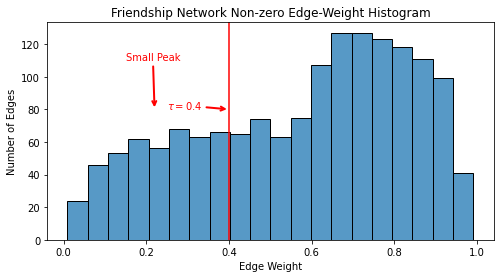 Friendship Network Non-zero Edge-Weight Histogram
120
100
80
60
40
20
0
Number of Edges
Small Peak
τ = 0.4
0.0 0.2 0.4 0.6 0.8 1.0
Edge Weight